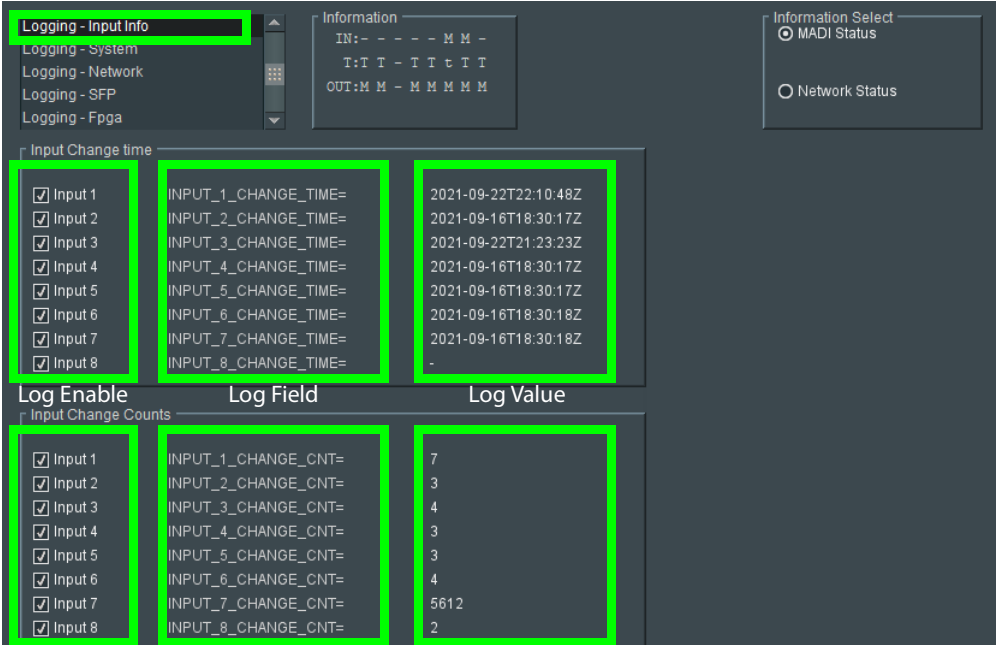 Logging - Input Info
Logging - System
Logging - Network
Logging - SFP
Logging - Fpga
Information
IN:- - - - - M M -
T:T T - T T t T T
OUT:M M - M M M M M
Information Select
MADI Status
Network Status
Input Change time
Input 1 INPUT_1_CHANGE_TIME= 2021-09-22T22:10:48Z
Input 2 INPUT_2_CHANGE_TIME= 2021-09-16T18:30:17Z
Input 3 INPUT_3_CHANGE_TIME= 2021-09-22T21:23:23Z
Input 4 INPUT_4_CHANGE_TIME= 2021-09-16T18:30:17Z
Input 5 INPUT_5_CHANGE_TIME= 2021-09-16T18:30:17Z
Input 6 INPUT_6_CHANGE_TIME= 2021-09-16T18:30:18Z
Input 7 INPUT_7_CHANGE_TIME= 2021-09-16T18:30:18Z
Input 8 INPUT_8_CHANGE_TIME= -
Log Enable Log Field Log Value
Input Change Counts
Input 1 INPUT_1_CHANGE_CNT= 7
Input 2 INPUT_2_CHANGE_CNT= 3
Input 3 INPUT_3_CHANGE_CNT= 4
Input 4 INPUT_4_CHANGE_CNT= 3
Input 5 INPUT_5_CHANGE_CNT= 3
Input 6 INPUT_6_CHANGE_CNT= 4
Input 7 INPUT_7_CHANGE_CNT= 5612
Input 8 INPUT_8_CHANGE_CNT= 2